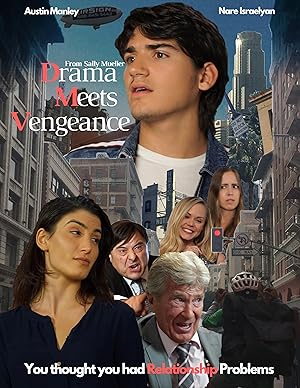 Austin Manley
Nare Israelyan
From Sally Mueller
Drama
Meets
Vengeance
You thought you had Relationship Problems